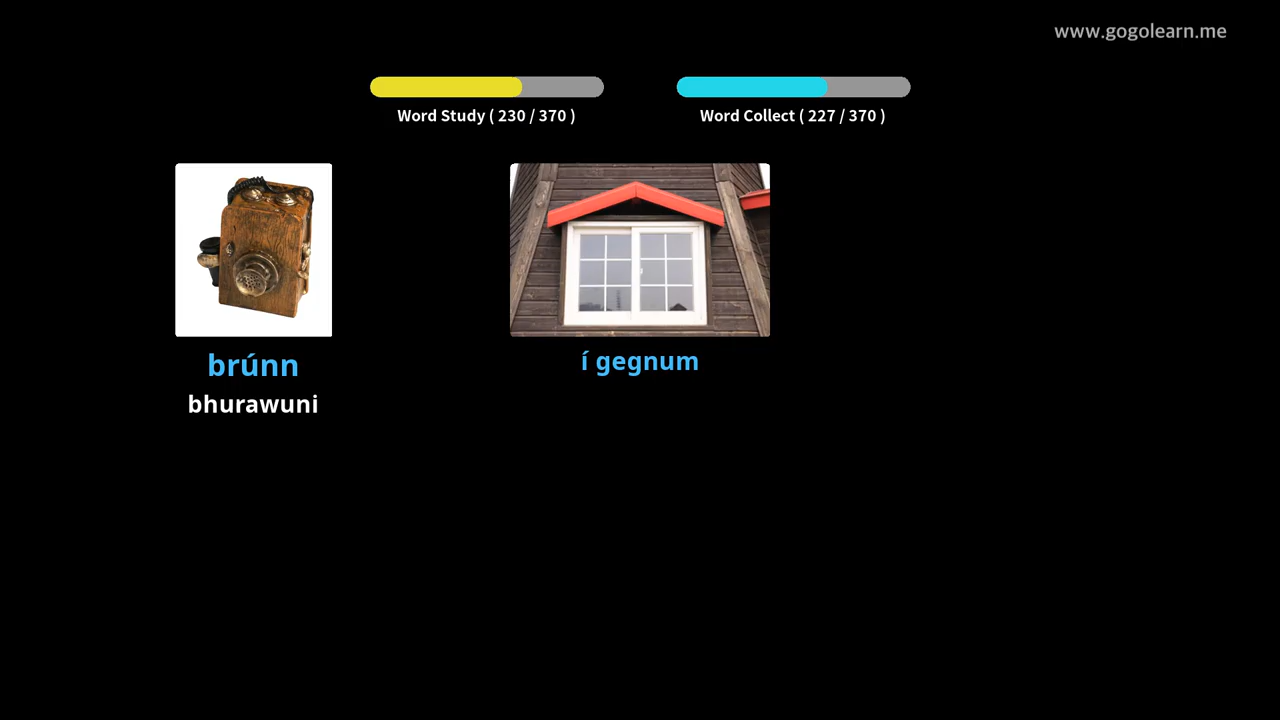 www.gogolearn.me
Word Study ( 230 / 370 )
Word Collect ( 227 / 370 )
brúnn
bhurawuni
í gegnum